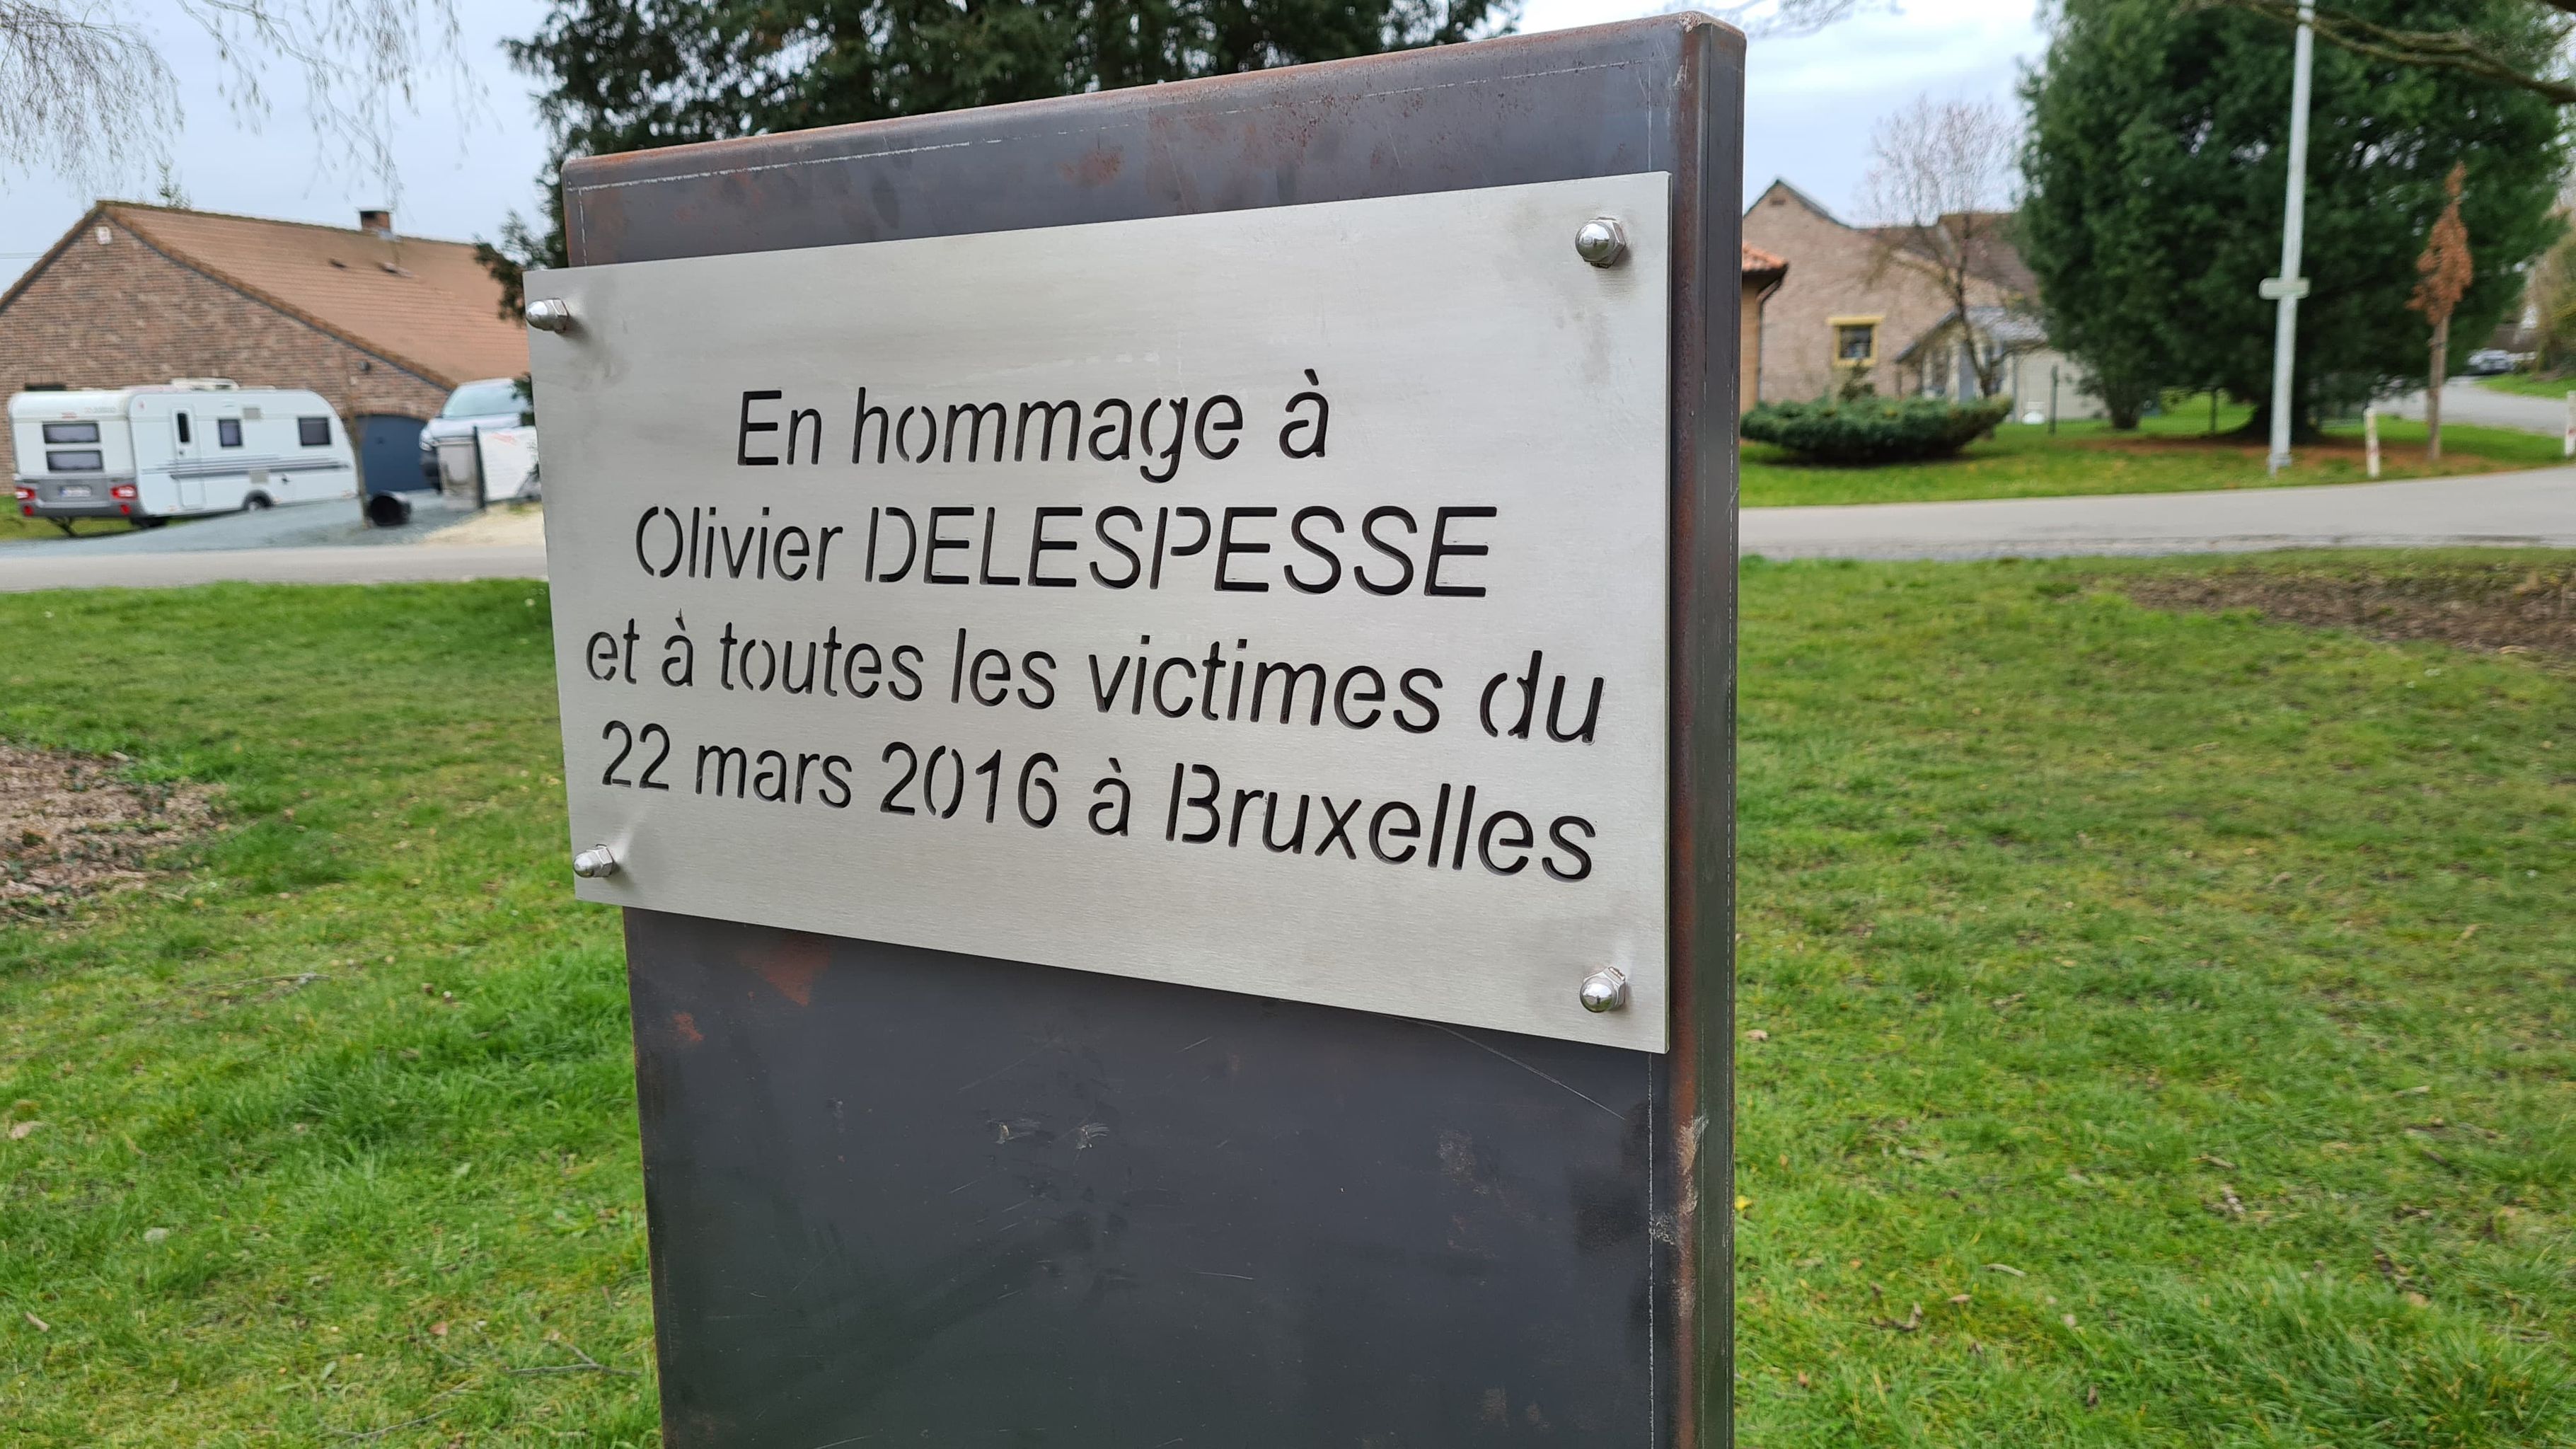 En hommage à
Olivier DELESPESSE
et à toutes les victimes du
22 mars 2016 à Bruxelles